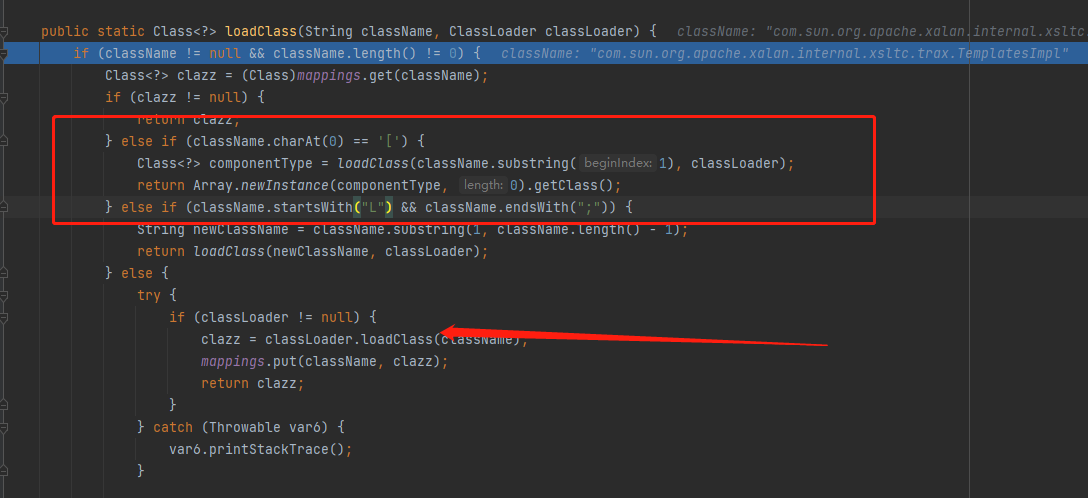 public static Class<?> loadClass(String className, ClassLoader classLoader) {  className: "com.sun.org.apache.xalan.internal.xsltc.
if (className != null && className.length() != 0) {  className: "com.sun.org.apache.xalan.internal.xsltc.trax.TemplatesImpl"
Class<?> clazz = (Class)mappings.get(className);
if (clazz != null) {
return clazz;
} else if (className.charAt(0) == '[') {
Class<?> componentType = loadClass(className.substring( beginIndex: 1), classLoader);
return Array.newInstance(componentType, length: 0).getClass();
} else if (className.startsWith("L") && className.endsWith(";")) {
String newClassName = className.substring(1, className.length() - 1);
return loadClass(newClassName, classLoader);
} else {
try {
if (classLoader != null) {
clazz = classLoader.loadClass(className);
mappings.put(className, clazz);
return clazz;
}
} catch (Throwable var6) {
var6.printStackTrace();
}